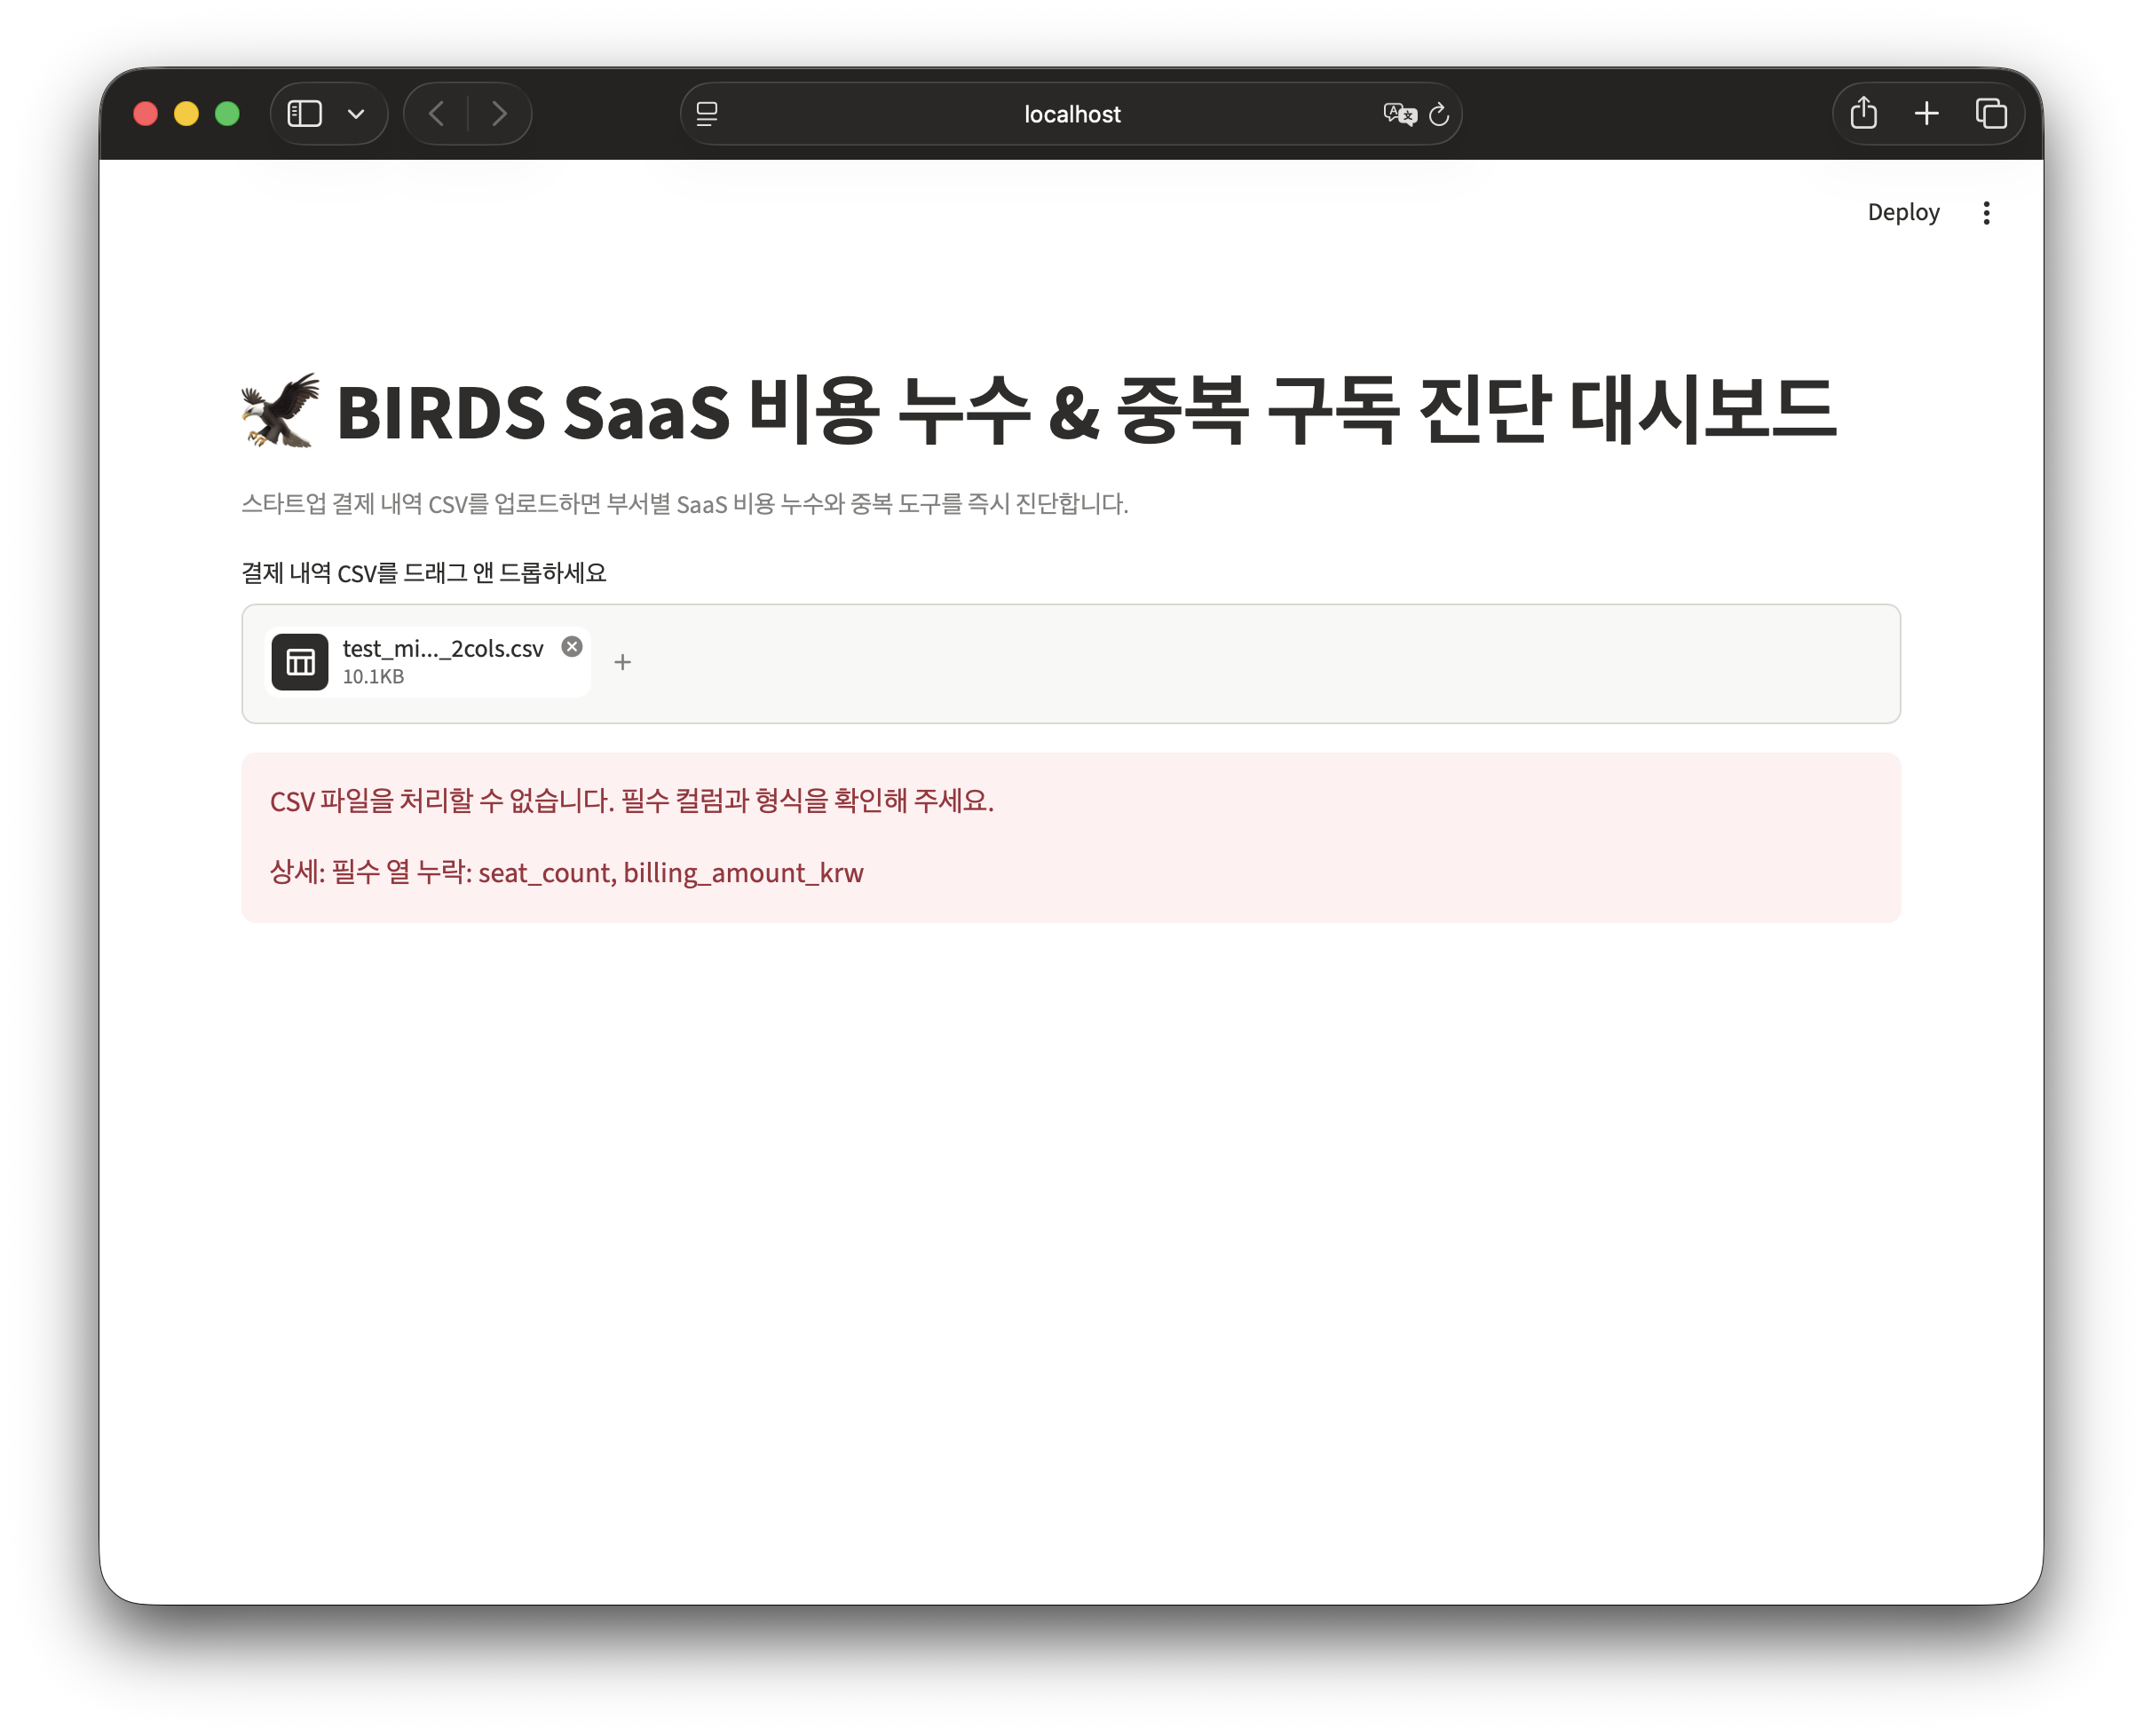 localhost
Deploy
BIRDS SaaS 비용 누수 & 중복 구독 진단 대시보드
스타트업 결제 내역 CSV를 업로드하면 부서별 SaaS 비용 누수와 중복 도구를 즉시 진단합니다.
결제 내역 CSV를 드래그 앤 드롭하세요
test_mi..._2cols.csv
10.1KB
CSV 파일을 처리할 수 없습니다. 필수 컬럼과 형식을 확인해 주세요.
상세: 필수 열 누락: seat_count, billing_amount_krw